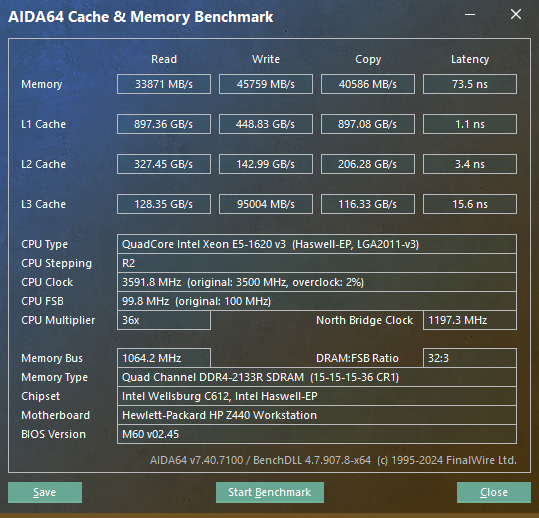 AIDA64 Cache & Memory Benchmark
Read Write Copy Latency
Memory 33871 MB/s 45759 MB/s 40586 MB/s 73.5 ns
L1 Cache 897.36 GB/s 448.83 GB/s 897.08 GB/s 1.1 ns
L2 Cache 327.45 GB/s 142.99 GB/s 206.28 GB/s 3.4 ns
L3 Cache 128.35 GB/s 95004 MB/s 116.33 GB/s 15.6 ns
CPU Type QuadCore Intel Xeon E5-1620 v3 (Haswell-EP, LGA2011-v3)
CPU Stepping R2
CPU Clock 3591.8 MHz (original: 3500 MHz, overclock: 2%)
CPU FSB 99.8 MHz (original: 100 MHz)
CPU Multiplier 36x North Bridge Clock 1197.3 MHz
Memory Bus 1064.2 MHz DRAM:FSB Ratio 32:3
Memory Type Quad Channel DDR4-2133R SDRAM (15-15-15-36 CR1)
Chipset Intel Wellsburg C612, Intel Haswell-EP
Motherboard Hewlett-Packard HP Z440 Workstation
BIOS Version M60 v02.45
AIDA64 v7.40.7100 / BenchDLL 4.7.907.8-x64 (c) 1995-2024 FinalWire Ltd.
Save Start Benchmark Close